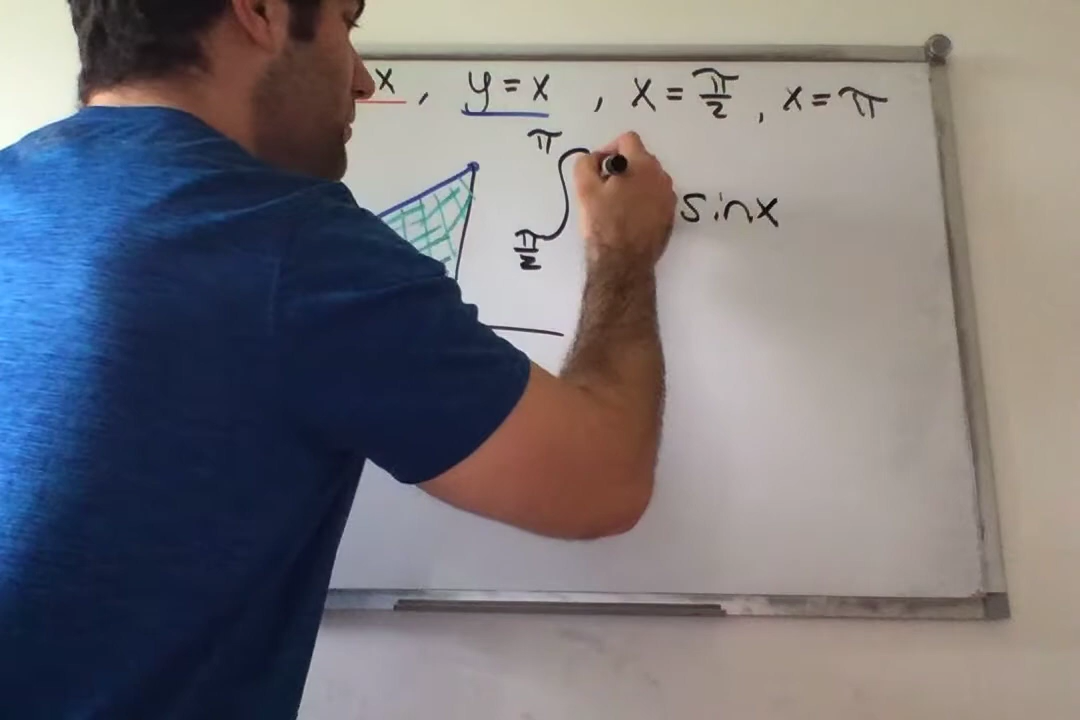 x, y = x, x = π/2, x = π
π
sinx
π/2